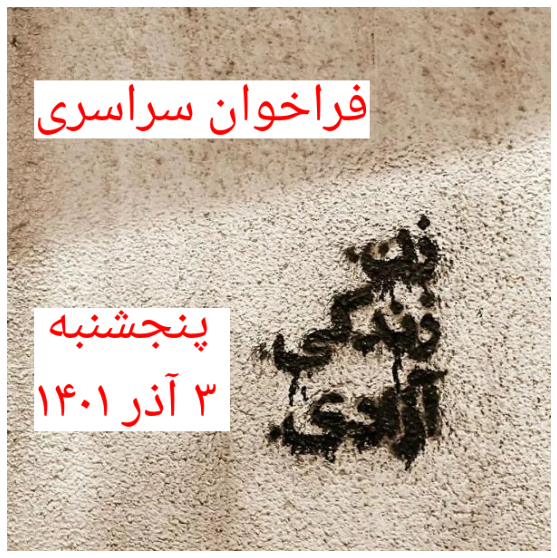 فراخوان سراسری
زن،
زندگی
آزادی.
پنجشنبه
۳ آذر ۱۴۰۱